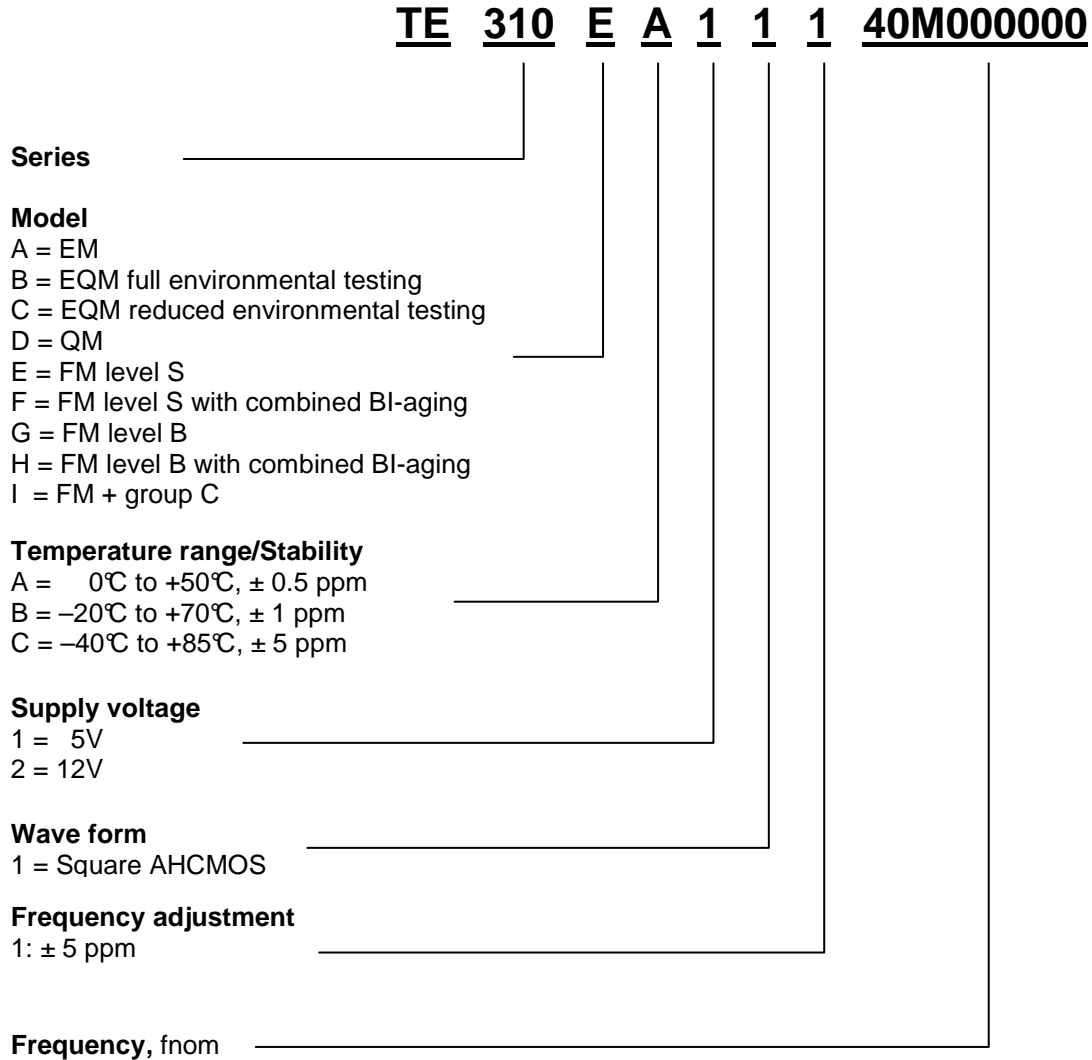 TE 310 E A 1 1 1 40M000000
Series
Model
A = EM
B = EQM full environmental testing
C = EQM reduced environmental testing
D = QM
E = FM level S
F = FM level S with combined BI-aging
G = FM level B
H = FM level B with combined BI-aging
I = FM + group C
Temperature range/Stability
A = 0℃ to +50℃, ± 0.5 ppm
B = –20℃ to +70℃, ± 1 ppm
C = –40℃ to +85℃, ± 5 ppm
Supply voltage
1 = 5V
2 = 12V
Wave form
1 = Square AHCMOS
Frequency adjustment
1: ± 5 ppm
Frequency, fnom